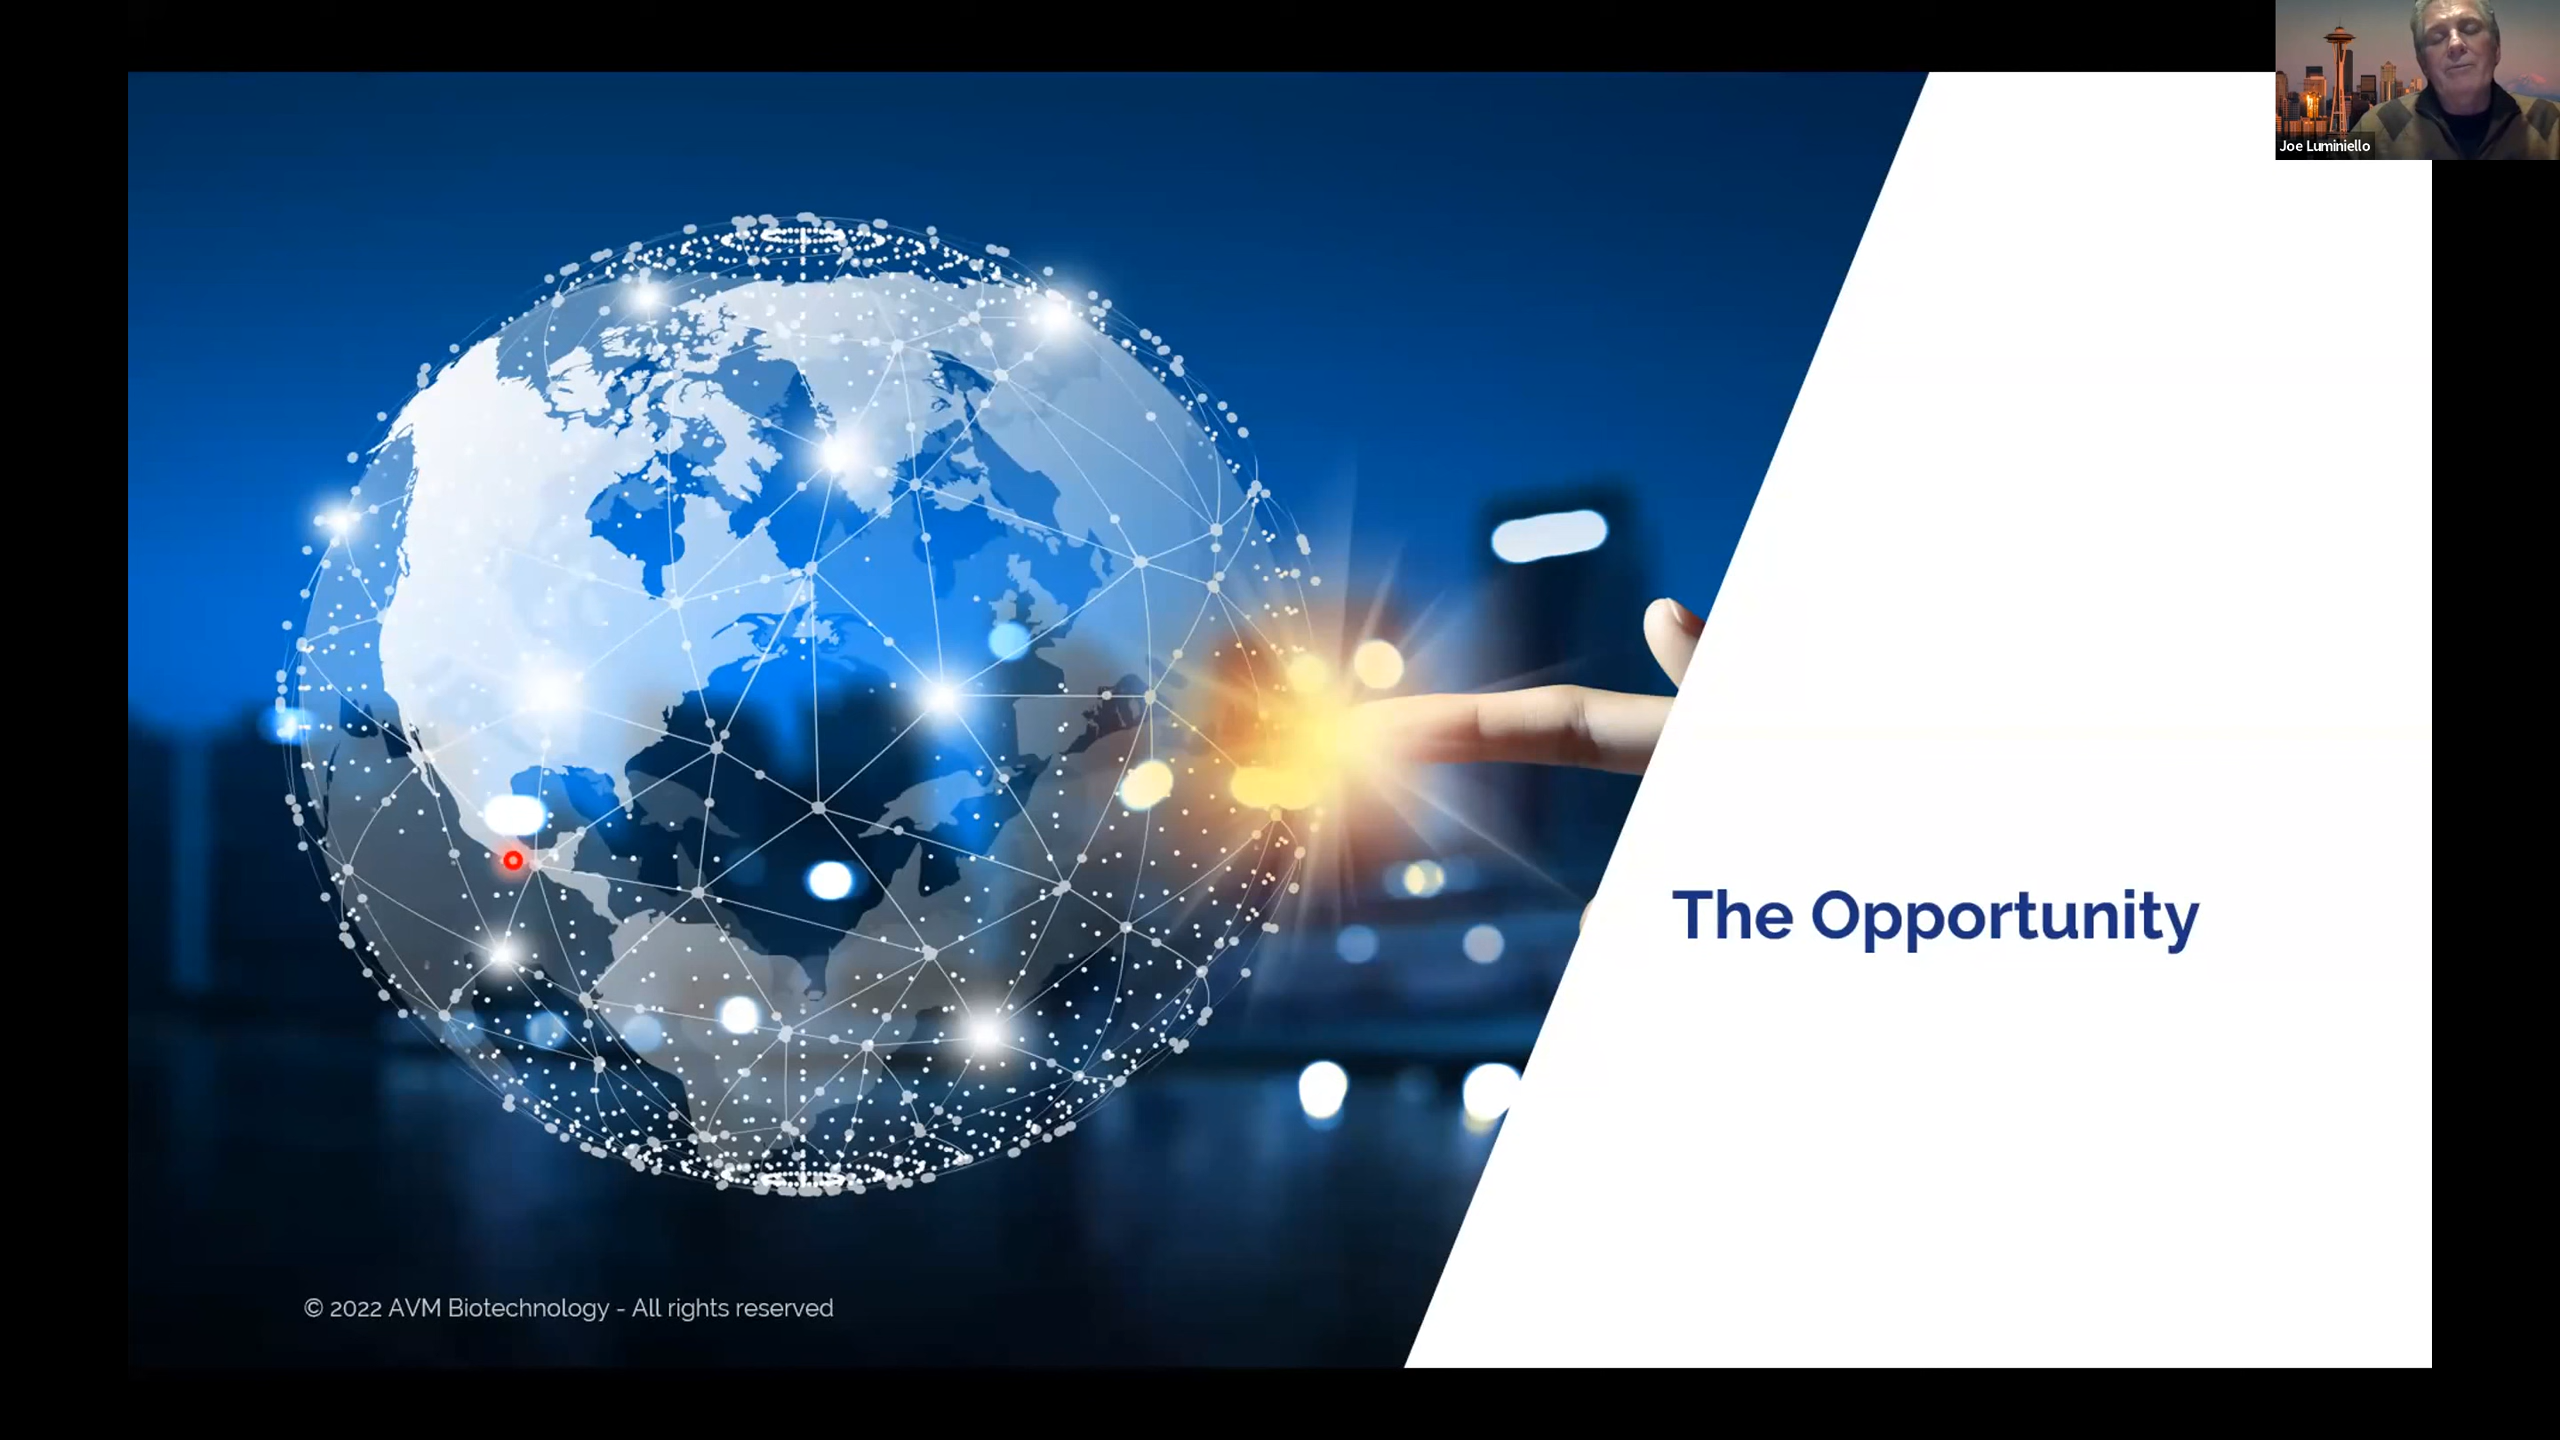 Joe Luminiello
The Opportunity
© 2022 AVM Biotechnology - All rights reserved